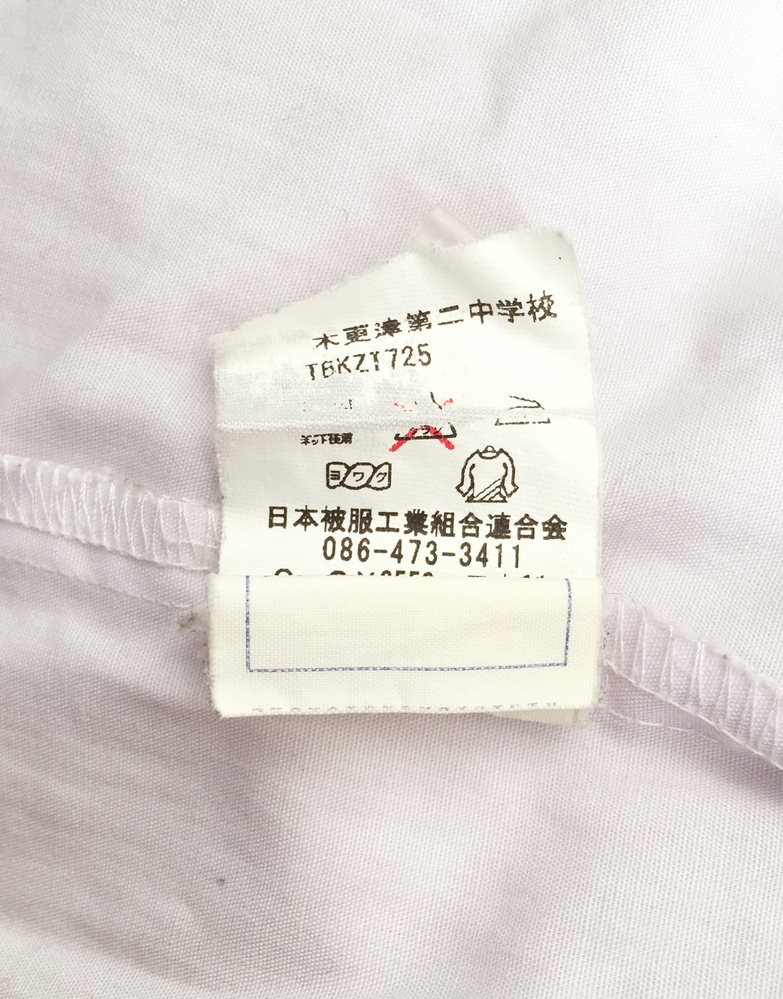 木更津第二中学校
TBKZT725
ネット使用
ヨワク
日本被服工業組合連合会
086-473-3411